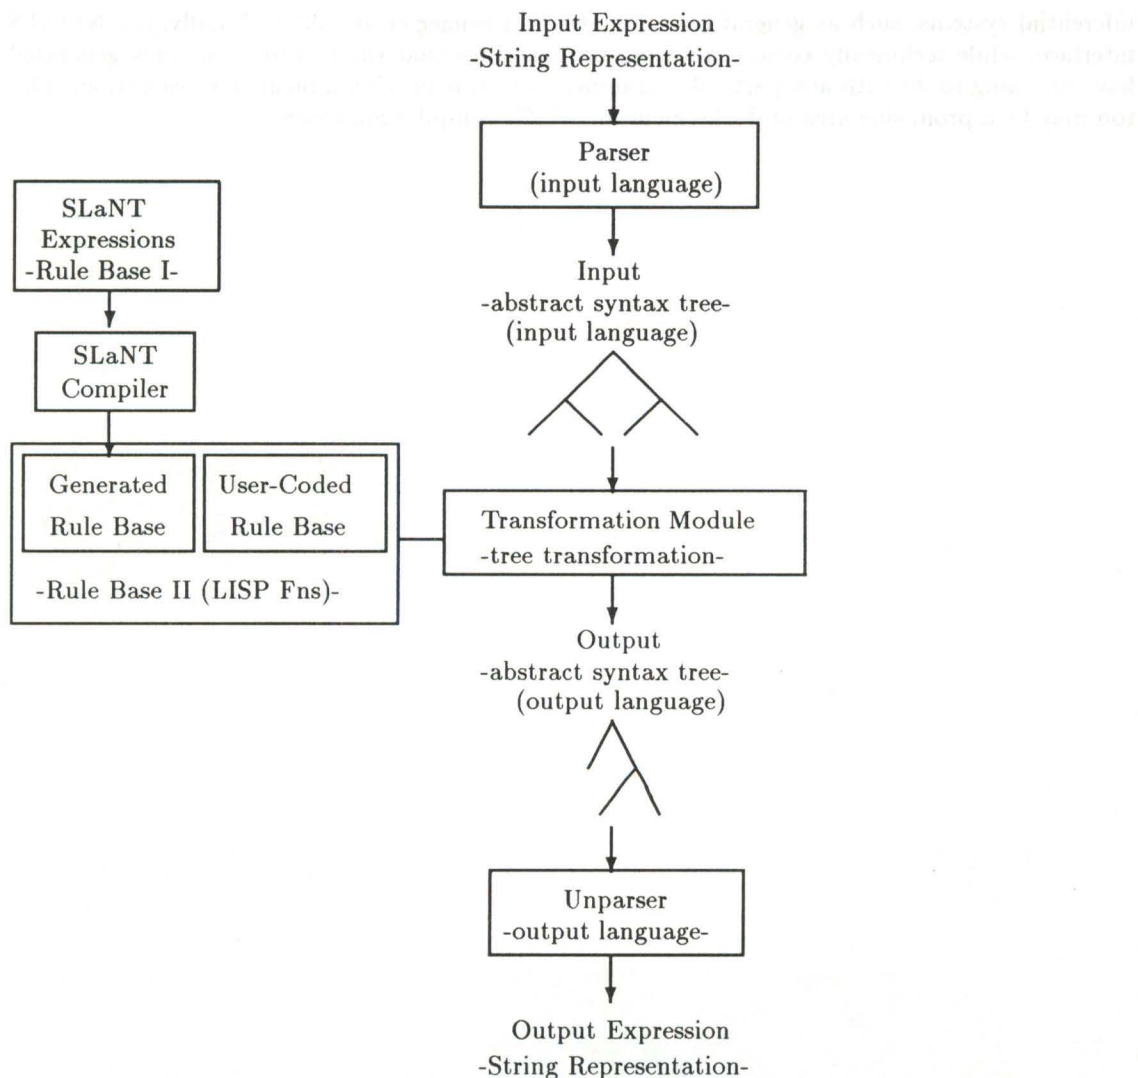 Input Expression
-String Representation-
Parser
(input language)
SLaNT
Expressions
-Rule Base I-
Input
-abstract syntax tree-
(input language)
SLaNT
Compiler
Generated
Rule Base
User-Coded
Rule Base
-Rule Base II (LISP Fns)-
Transformation Module
-tree transformation-
Output
-abstract syntax tree-
(output language)
Unparser
-output language-
Output Expression
-String Representation-